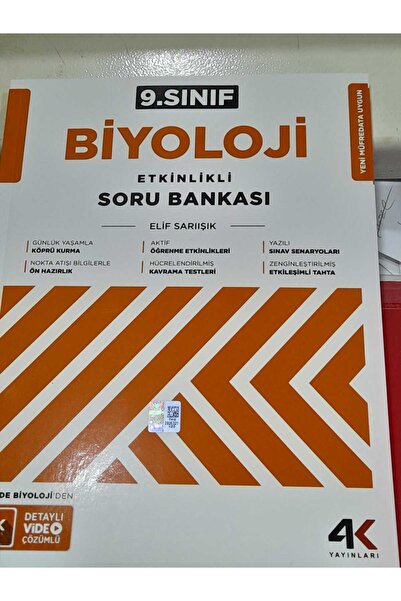 9.SINIF
BİYOLOJİ
ETKİNLİKLİ
SORU BANKASI
ELİF SARIIŞIK
GÜNLÜK YAŞAMLA
KÖPRÜ KURMA
AKTİF
ÖĞRENME ETKİNLİKLERİ
YAZILI
SINAV SENARYOLARI
NOKTA ATIŞI BİLGİLERLE
ÖN HAZIRLIK
HÜCRELENDİRİLMİŞ
KAVRAMA TESTLERİ
ZENGİNLEŞTİRİLMİŞ
ETKİLEŞİMLİ TAHTA
YENİ MÜFREDATA UYGUN
DE BİYOLOJİ'DEN
K
DETAYLI
VİDEO
ÇÖZÜMLÜ
4K
YAYINLARI